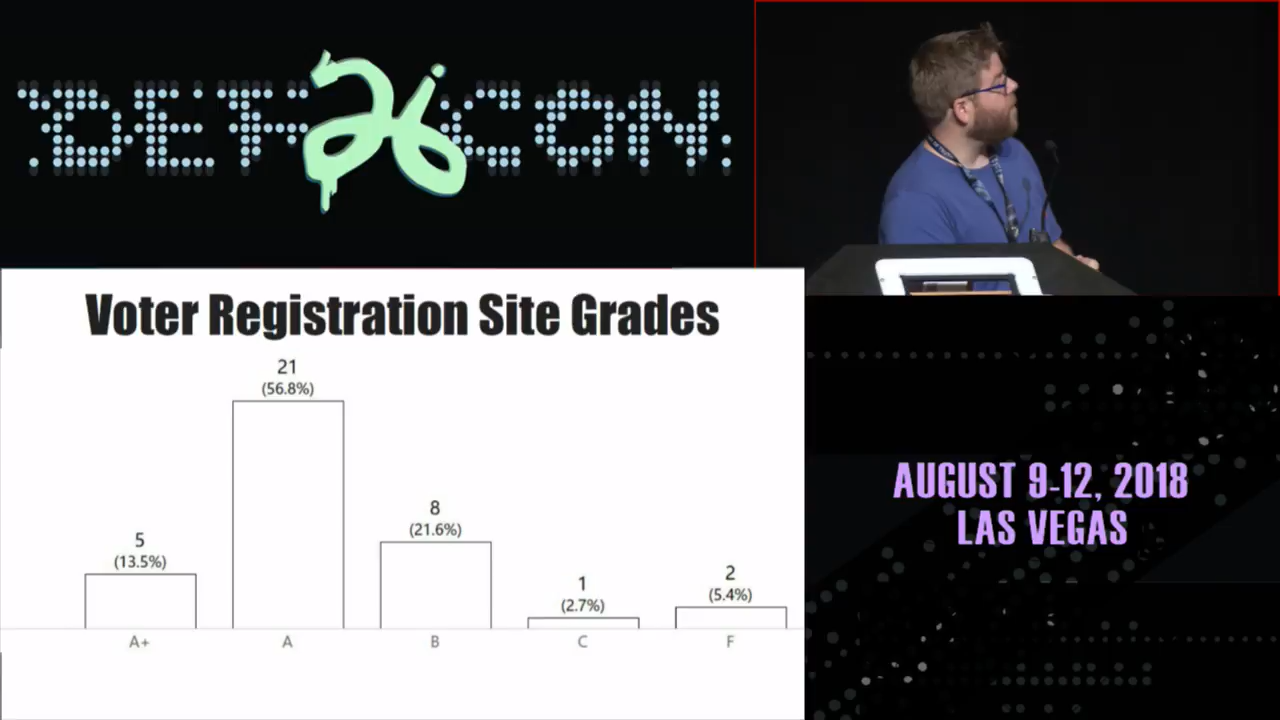 DEF CON
26
Voter Registration Site Grades
21
(56.8%)
8
(21.6%)
5
(13.5%)
2
(5.4%)
1
(2.7%)
A+
A
B
C
F
AUGUST 9-12, 2018
LAS VEGAS